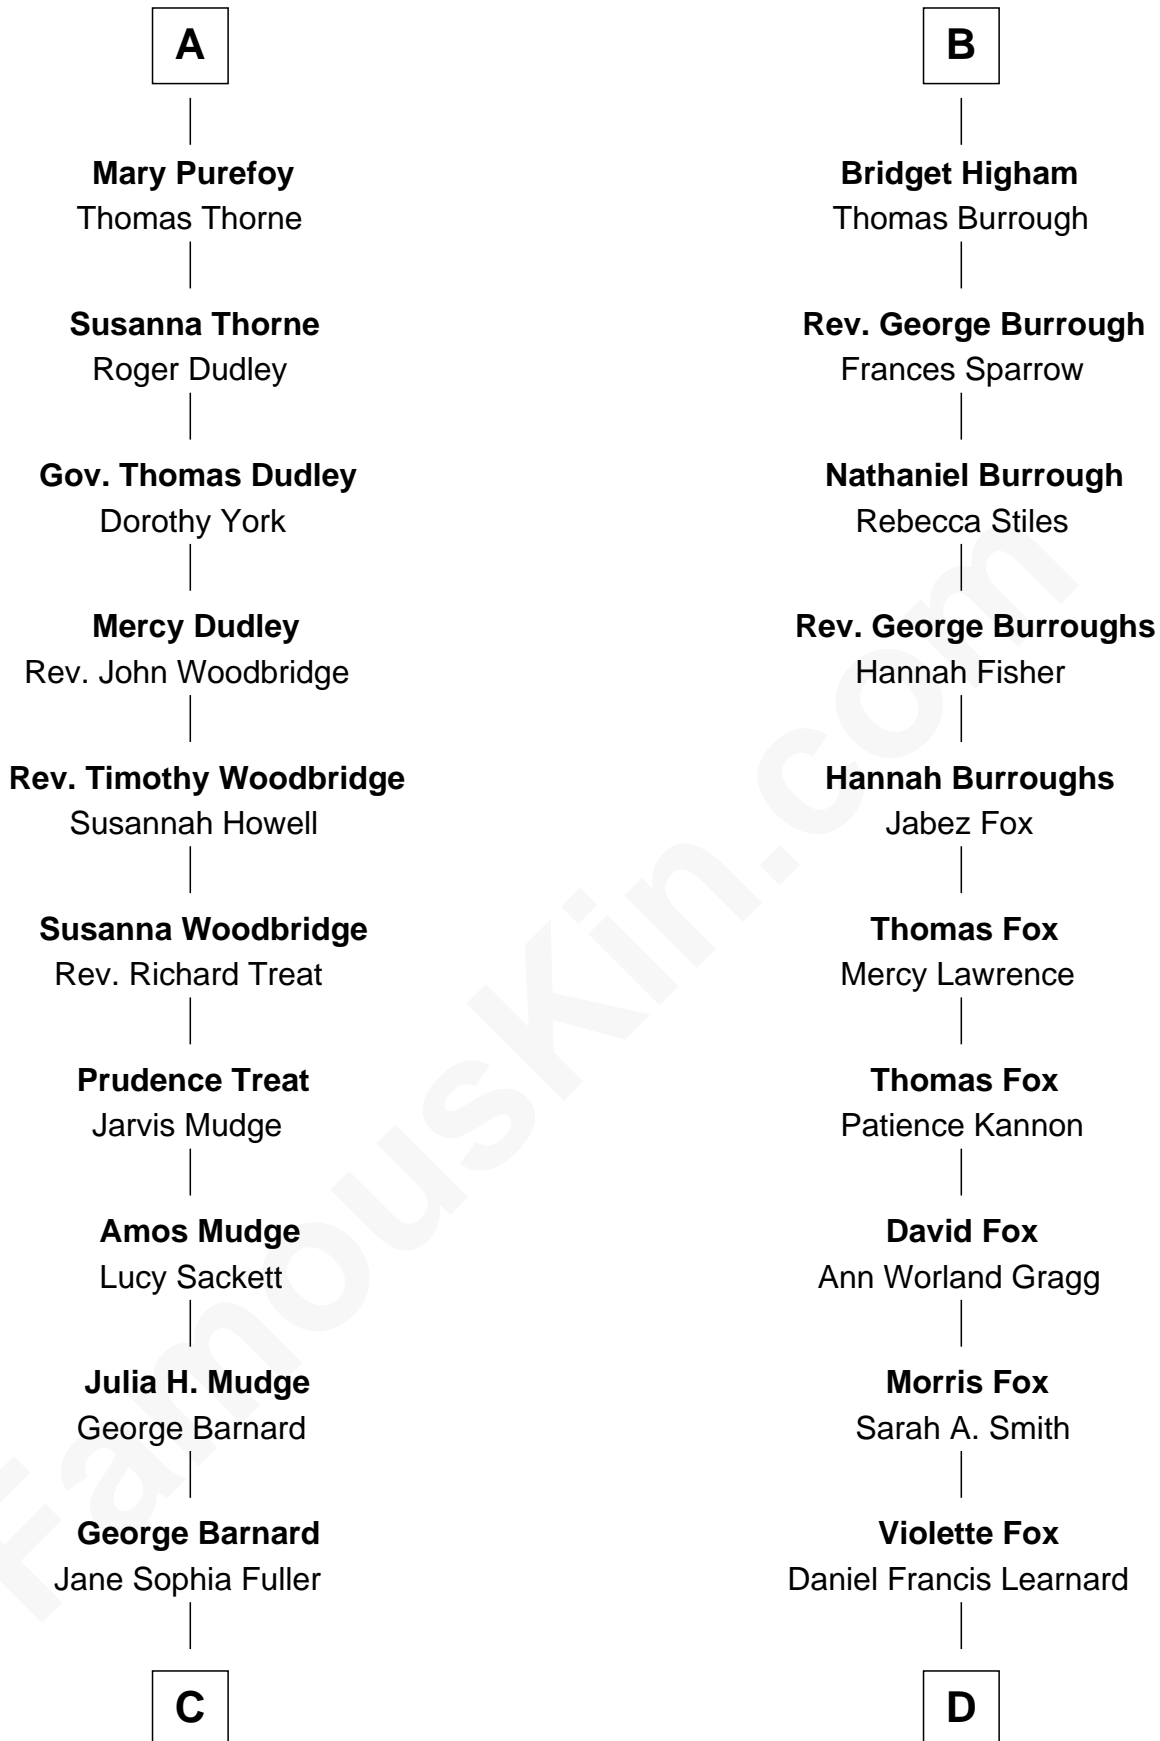 A
Mary Purefoy
Thomas Thorne
Susanna Thorne
Roger Dudley
Gov. Thomas Dudley
Dorothy York
Mercy Dudley
Rev. John Woodbridge
Rev. Timothy Woodbridge
Susannah Howell
Susanna Woodbridge
Rev. Richard Treat
Prudence Treat
Jarvis Mudge
Amos Mudge
Lucy Sackett
Julia H. Mudge
George Barnard
George Barnard
Jane Sophia Fuller
C
B
Bridget Higham
Thomas Burrough
Rev. George Burrough
Frances Sparrow
Nathaniel Burrough
Rebecca Stiles
Rev. George Burroughs
Hannah Fisher
Hannah Burroughs
Jabez Fox
Thomas Fox
Mercy Lawrence
Thomas Fox
Patience Kannon
David Fox
Ann Worland Gragg
Morris Fox
Sarah A. Smith
Violette Fox
Daniel Francis Learnard
D
FamousKin.com